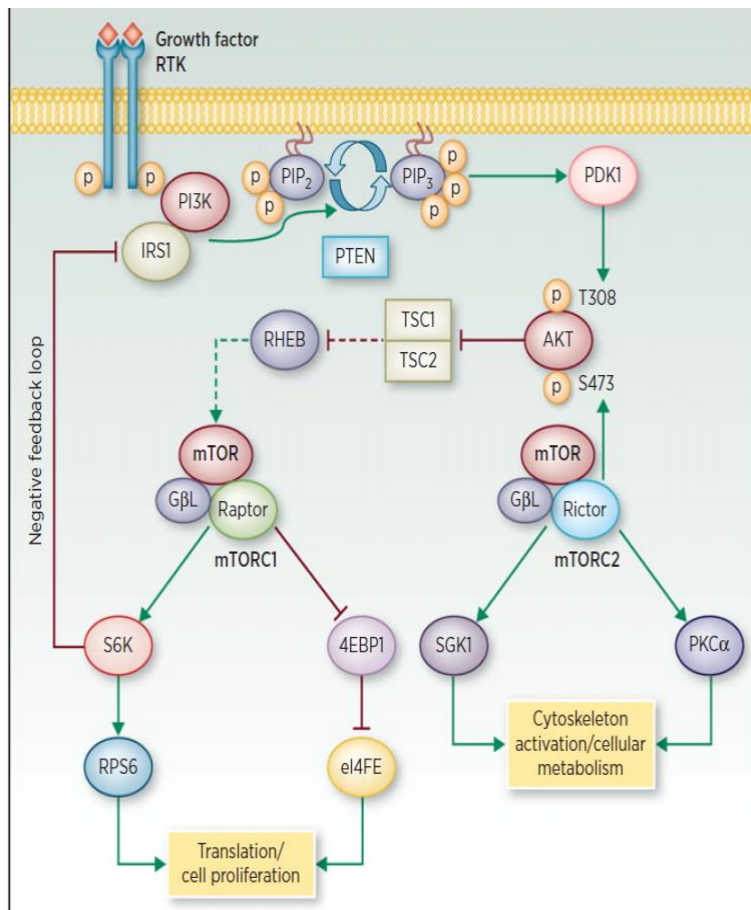 Growth factor
RTK
p
p
PI3K
IRS1
p
p
PIP2
PIP3
p
p
p
PDK1
PTEN
p
T308
AKT
p
S473
TSC1
TSC2
RHEB
Negative feedback loop
mTOR
GβL
Raptor
mTORC1
mTOR
GβL
Rictor
mTORC2
S6K
4EBP1
SGK1
PKCα
RPS6
eI4FE
Cytoskeleton
activation/cellular
metabolism
Translation/
cell proliferation